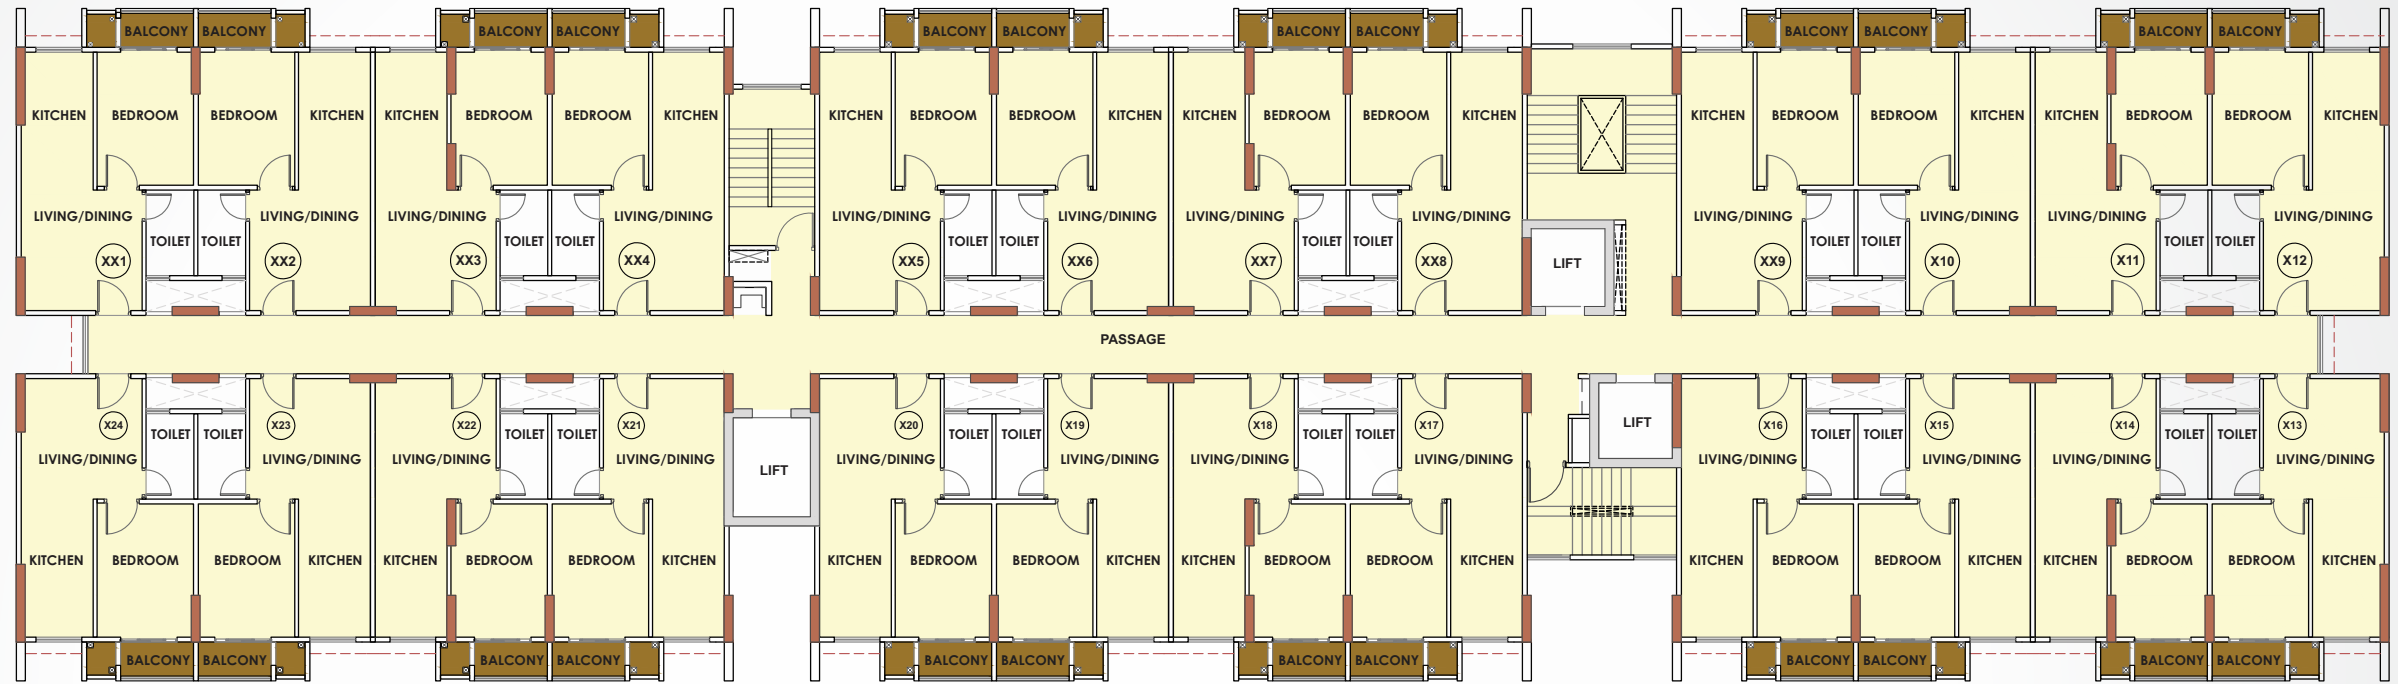 BALCONY BALCONY BALCONY BALCONY BALCONY BALCONY BALCONY BALCONY BALCONY BALCONY BALCONY BALCONY
KITCHEN BEDROOM BEDROOM KITCHEN KITCHEN BEDROOM BEDROOM KITCHEN KITCHEN BEDROOM BEDROOM KITCHEN KITCHEN BEDROOM BEDROOM KITCHEN KITCHEN BEDROOM BEDROOM KITCHEN KITCHEN BEDROOM BEDROOM KITCHEN
LIVING/DINING LIVING/DINING LIVING/DINING LIVING/DINING LIVING/DINING LIVING/DINING LIVING/DINING LIVING/DINING LIVING/DINING LIVING/DINING LIVING/DINING LIVING/DINING
TOILET TOILET TOILET TOILET TOILET TOILET TOILET TOILET TOILET TOILET TOILET TOILET
XX1 XX2 XX3 XX4 XX5 XX6 XX7 XX8 LIFT XX9 X10 X11 X12
PASSAGE
X24 X23 X22 X21 X20 X19 X18 X17 LIFT X16 X15 X14 X13
TOILET TOILET TOILET TOILET TOILET TOILET TOILET TOILET TOILET TOILET TOILET TOILET
LIVING/DINING LIVING/DINING LIVING/DINING LIVING/DINING LIFT LIVING/DINING LIVING/DINING LIVING/DINING LIVING/DINING LIVING/DINING LIVING/DINING LIVING/DINING LIVING/DINING
KITCHEN BEDROOM BEDROOM KITCHEN KITCHEN BEDROOM BEDROOM KITCHEN KITCHEN BEDROOM BEDROOM KITCHEN KITCHEN BEDROOM BEDROOM KITCHEN KITCHEN BEDROOM BEDROOM KITCHEN KITCHEN BEDROOM BEDROOM KITCHEN
BALCONY BALCONY BALCONY BALCONY BALCONY BALCONY BALCONY BALCONY BALCONY BALCONY BALCONY BALCONY